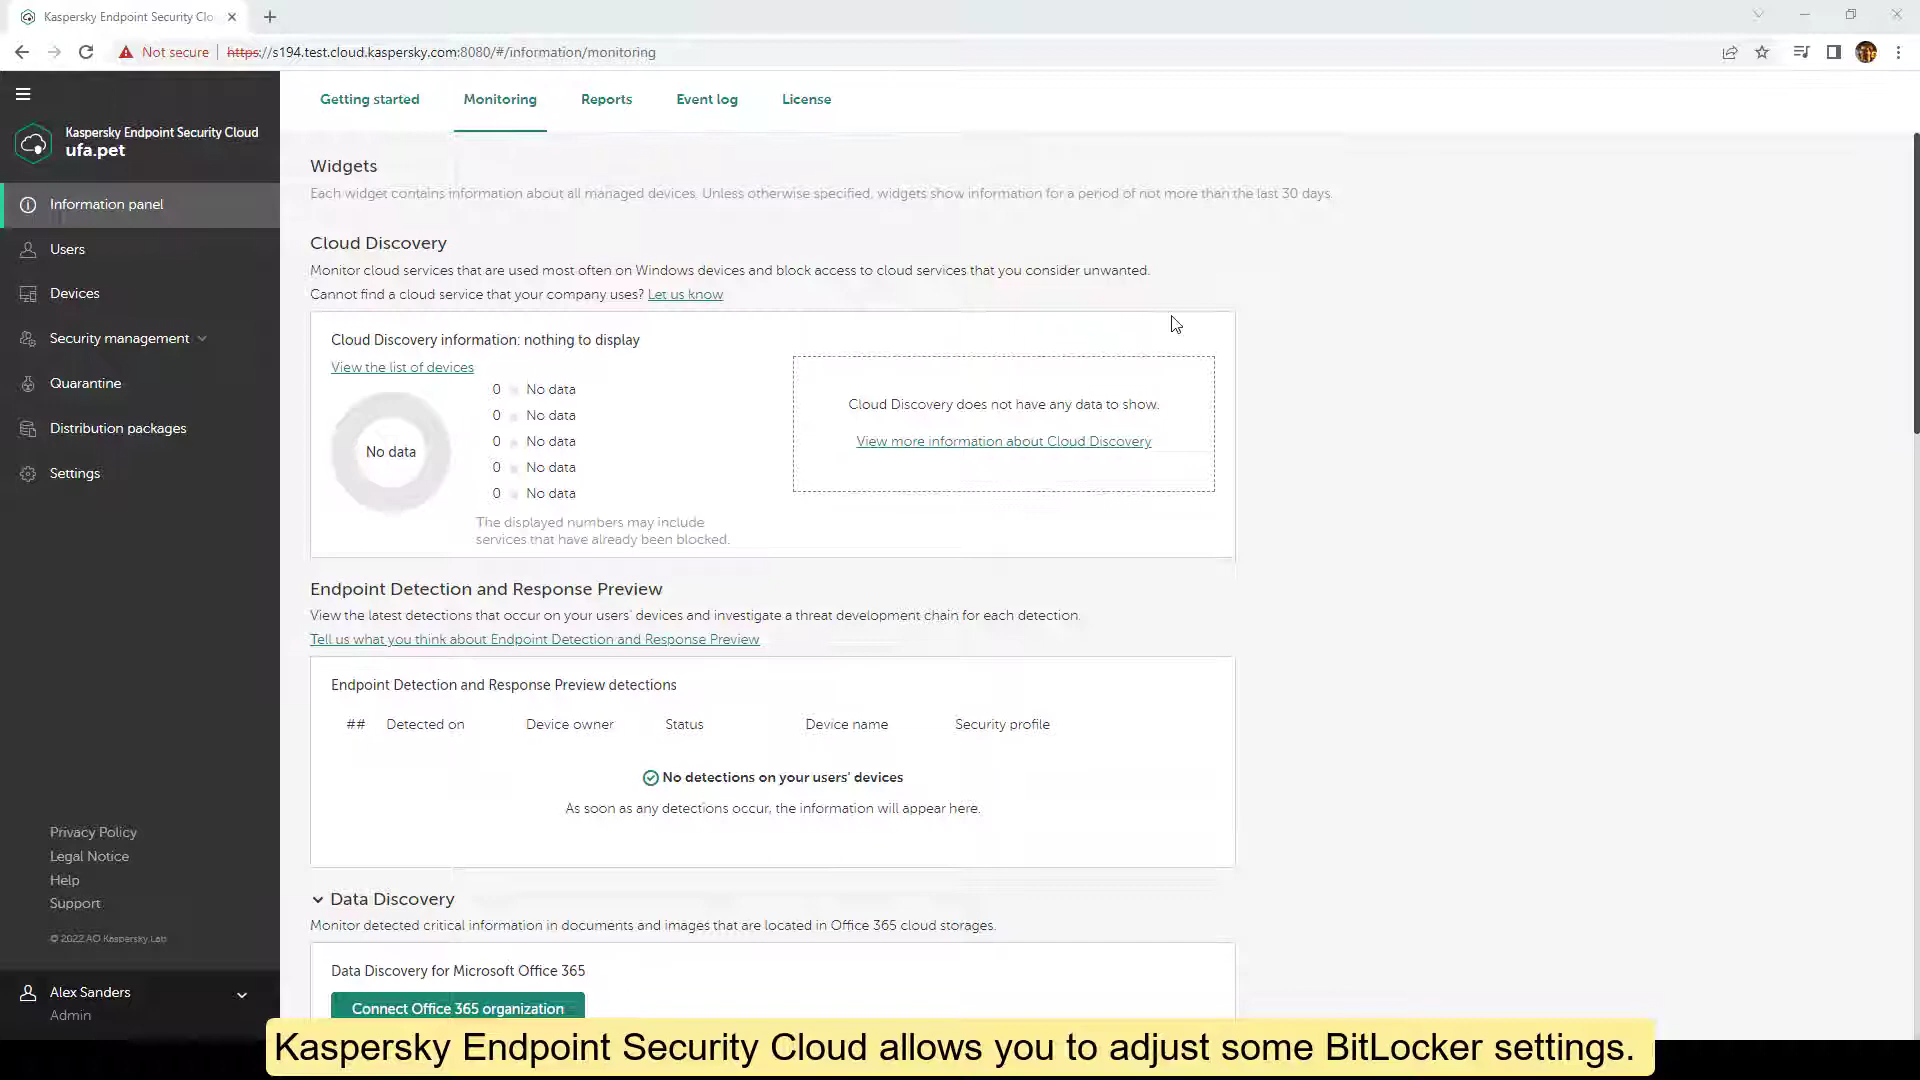 Kaspersky Endpoint Security Clo
Not secure
https://s194.test.cloud.kaspersky.com:8080/#/information/monitoring
Kaspersky Endpoint Security Cloud
ufa.pet
Information panel
Users
Devices
Security management
Quarantine
Distribution packages
Settings
Privacy Policy
Legal Notice
Help
Support
© 2022 AO Kaspersky Lab
Alex Sanders
Admin
Getting started
Monitoring
Reports
Event log
License
Widgets
Each widget contains information about all managed devices. Unless otherwise specified, widgets show information for a period of not more than the last 30 days.
Cloud Discovery
Monitor cloud services that are used most often on Windows devices and block access to cloud services that you consider unwanted.
Cannot find a cloud service that your company uses? Let us know
Cloud Discovery information: nothing to display
View the list of devices
No data
0 No data
0 No data
0 No data
0 No data
0 No data
The displayed numbers may include
services that have already been blocked.
Cloud Discovery does not have any data to show.
View more information about Cloud Discovery
Endpoint Detection and Response Preview
View the latest detections that occur on your users' devices and investigate a threat development chain for each detection.
Tell us what you think about Endpoint Detection and Response Preview
Endpoint Detection and Response Preview detections
## Detected on Device owner Status Device name Security profile
No detections on your users' devices
As soon as any detections occur, the information will appear here.
Data Discovery
Monitor detected critical information in documents and images that are located in Office 365 cloud storages.
Data Discovery for Microsoft Office 365
Connect Office 365 organization
Kaspersky Endpoint Security Cloud allows you to adjust some BitLocker settings.